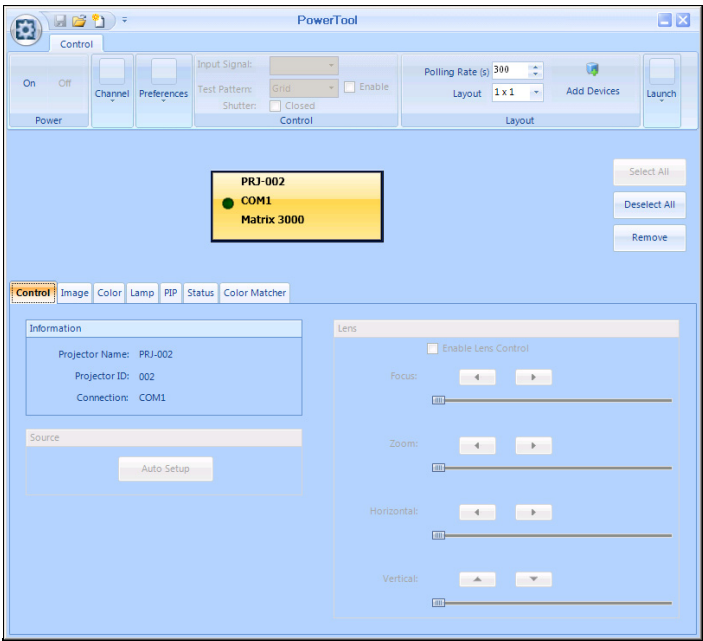 PowerTool
Control
On Off
Power
Channel
Preferences
Input Signal:
Test Pattern: Grid Enable
Shutter: Closed
Control
Polling Rate (s) 300
Layout 1 x 1
Add Devices
Layout
Launch
PRJ-002
COM1
Matrix 3000
Select All
Deselect All
Remove
Control Image Color Lamp PIP Status Color Matcher
Information
Projector Name: PRJ-002
Projector ID: 002
Connection: COM1
Source
Auto Setup
Lens
Enable Lens Control
Focus:
Zoom:
Horizontal:
Vertical: